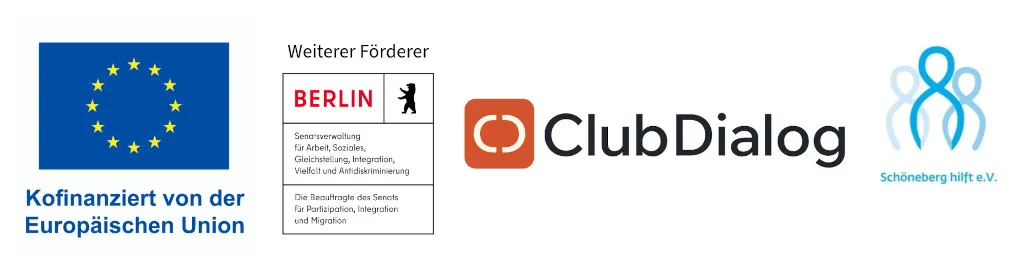 Kofinanziert von der
Europäischen Union
Weiterer Förderer
BERLIN
Senatsverwaltung
für Arbeit, Soziales,
Gleichstellung, Integration,
Vielfalt und Antidiskriminierung
Die Beauftragte des Senats
für Partizipation, Integration
und Migration
ClubDialog
Schöneberg hilft e.V.